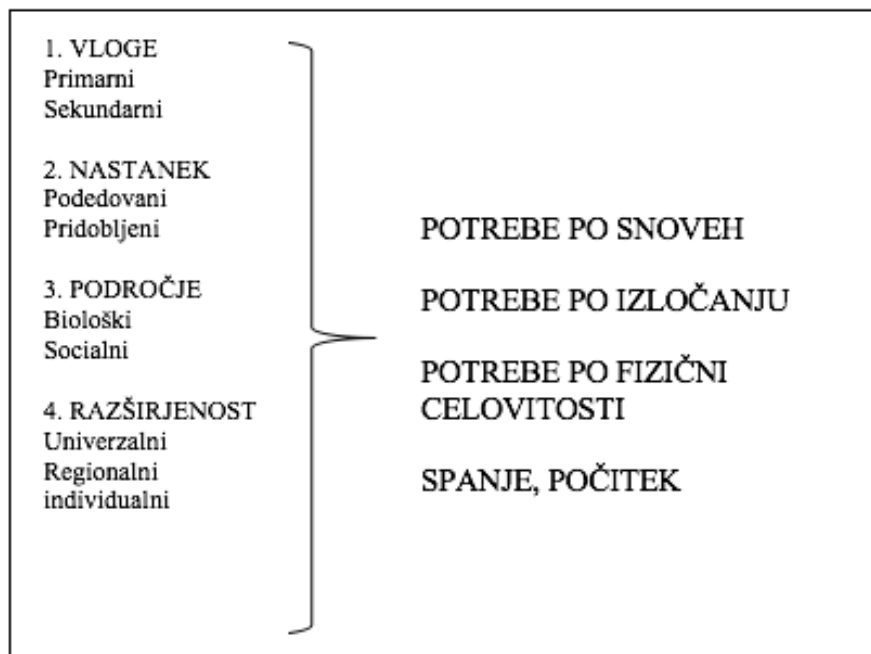 1. VLOGE
Primarni
Sekundarni
2. NASTANEK
Podedovani
Pridobljeni
3. PODROČJE
Biološki
Socialni
4. RAZŠIRJENOST
Univerzalni
Regionalni
individualni
POTREBE PO SNOVEH
POTREBE PO IZLOČANJU
POTREBE PO FIZIČNI
CELOVITOSTI
SPANJE, POČITEK